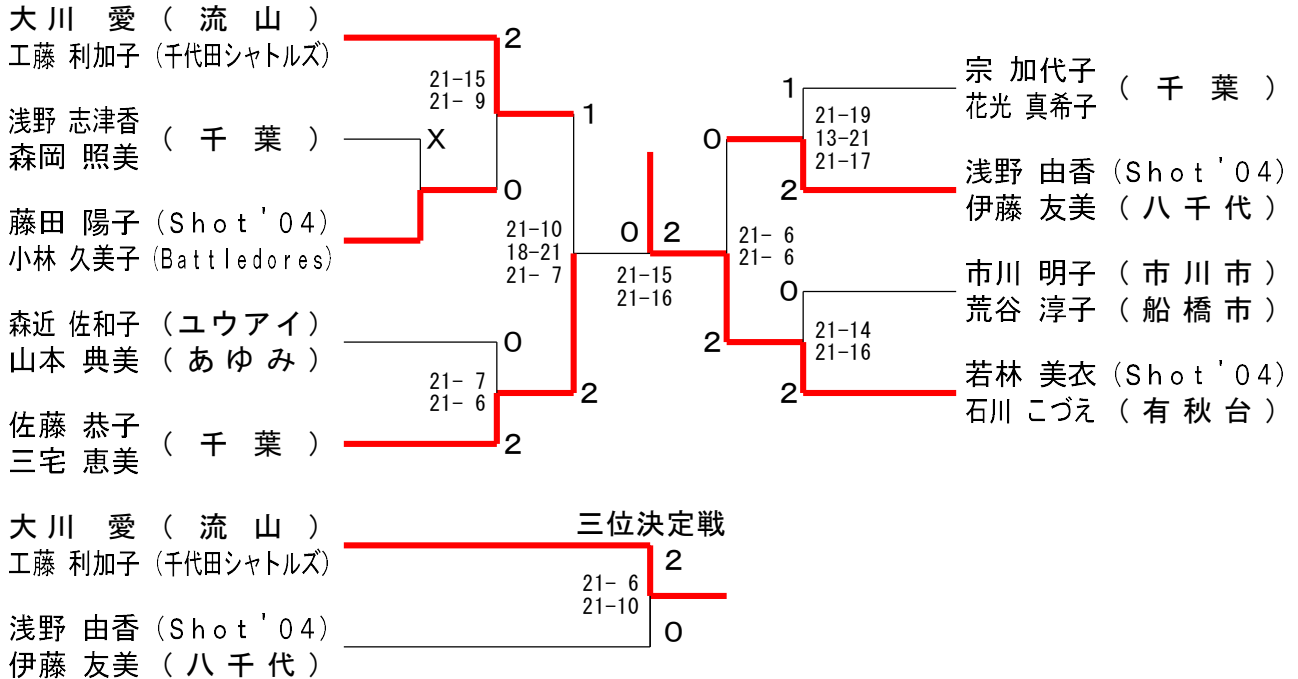 大川 愛 ( 流 山 )
工藤 利加子 (千代田シャトルズ)
2
21-15
21- 9
1
浅野 志津香
森岡 照美
( 千 葉 )
X
0
藤田 陽子 (Shot'04)
小林 久美子 (Battledores)
21-10
18-21
21- 7
森近 佐和子 (ユウアイ)
山本 典美 ( あゆみ )
0
21- 7
21- 6
2
佐藤 恭子
三宅 恵美
( 千 葉 )
2
0 2
21-15
21-16
宗 加代子
花光 真希子
( 千 葉 )
1
21-19
13-21
21-17
0
浅野 由香 (Shot'04)
伊藤 友美 ( 八千代 )
2
21- 6
21- 6
市川 明子 ( 市川市 )
荒谷 淳子 ( 船橋市 )
0
21-14
21-16
2
若林 美衣 (Shot'04)
石川 こづえ ( 有秋台 )
2
三位決定戦
大川 愛 ( 流 山 )
工藤 利加子 (千代田シャトルズ)
2
21- 6
21-10
浅野 由香 (Shot'04)
伊藤 友美 ( 八千代 )
0